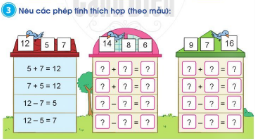 3 Nêu các phép tính thích hợp (theo mẫu):
12 5 7
14 8 6
9 7 16
5 + 7 = 12
7 + 5 = 12
12 - 7 = 5
12 - 5 = 7
? + ? = ?
? + ? = ?
? - ? = ?
? - ? = ?
? + ? = ?
? + ? = ?
? - ? = ?
? - ? = ?